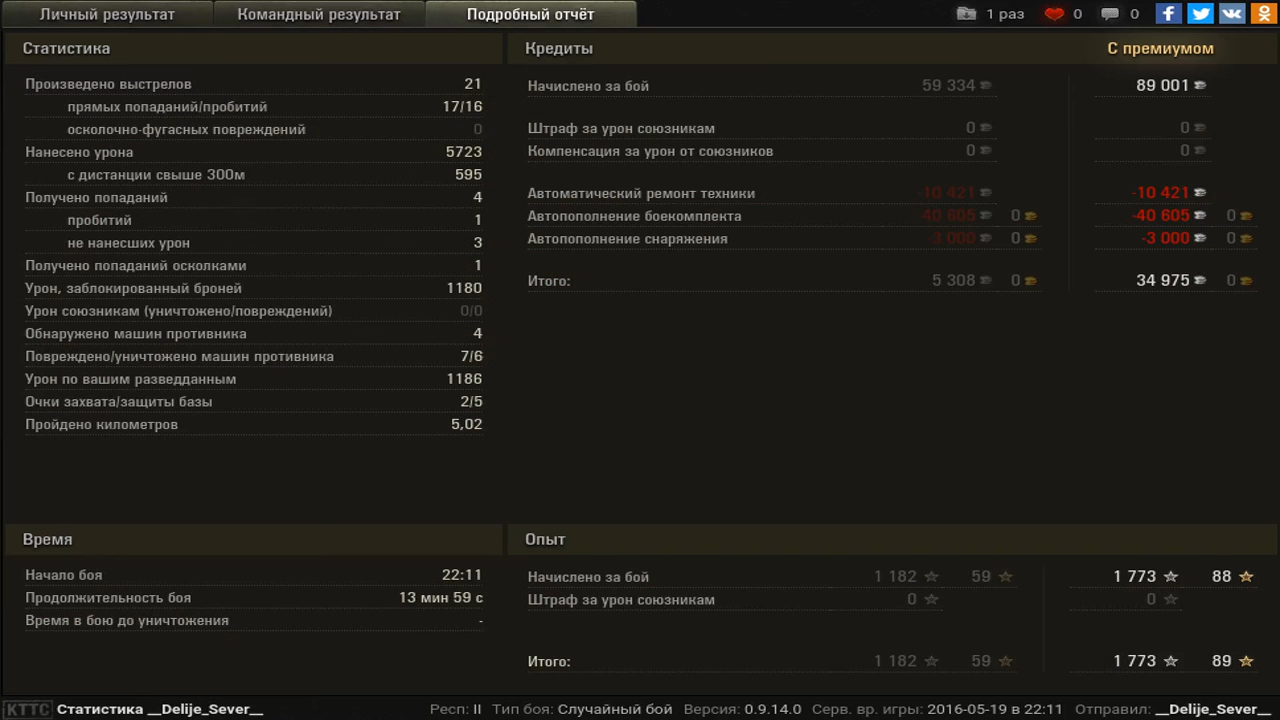 Личный результат Командный результат Подробный отчёт 1 раз 0 0
Статистика
Произведено выстрелов 21
прямых попаданий/пробитий 17/16
осколочно-фугасных повреждений 0
Нанесено урона 5723
с дистанции свыше 300м 595
Получено попаданий 4
пробитий 1
не нанесших урон 3
Получено попаданий осколками 1
Урон, заблокированный броней 1180
Урон союзникам (уничтожено/повреждений) 0/0
Обнаружено машин противника 4
Повреждено/уничтожено машин противника 7/6
Урон по вашим разведданным 1186
Очки захвата/защиты базы 2/5
Пройдено километров 5,02
Кредиты С премиумом
Начислено за бой 59 334 89 001
Штраф за урон союзникам 0 0
Компенсация за урон от союзников 0 0
Автоматический ремонт техники -10 421 -10 421
Автопополнение боекомплекта -40 605 0 -40 605 0
Автопополнение снаряжения -3 000 0 -3 000 0
Итого: 5 308 0 34 975 0
Время
Начало боя 22:11
Продолжительность боя 13 мин 59 с
Время в бою до уничтожения -
Опыт
Начислено за бой 1 182 59 1 773 88
Штраф за урон союзникам 0 0
Итого: 1 182 59 1 773 89
КТТС Статистика __Delije_Sever__ Респ: II Тип боя: Случайный бой Версия: 0.9.14.0 Серв. вр. игры: 2016-05-19 в 22:11 Отправил: __Delije_Sever__